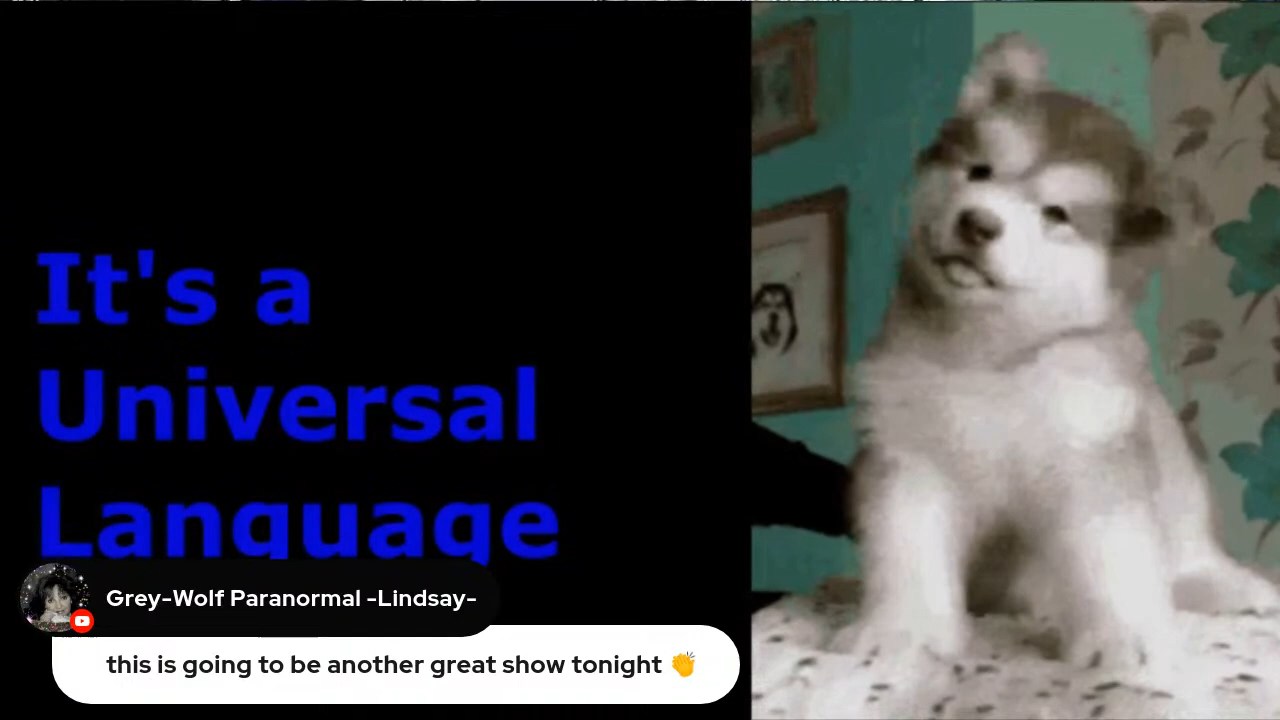 It's a
Universal
Language
Grey-Wolf Paranormal -Lindsay-
this is going to be another great show tonight 👏